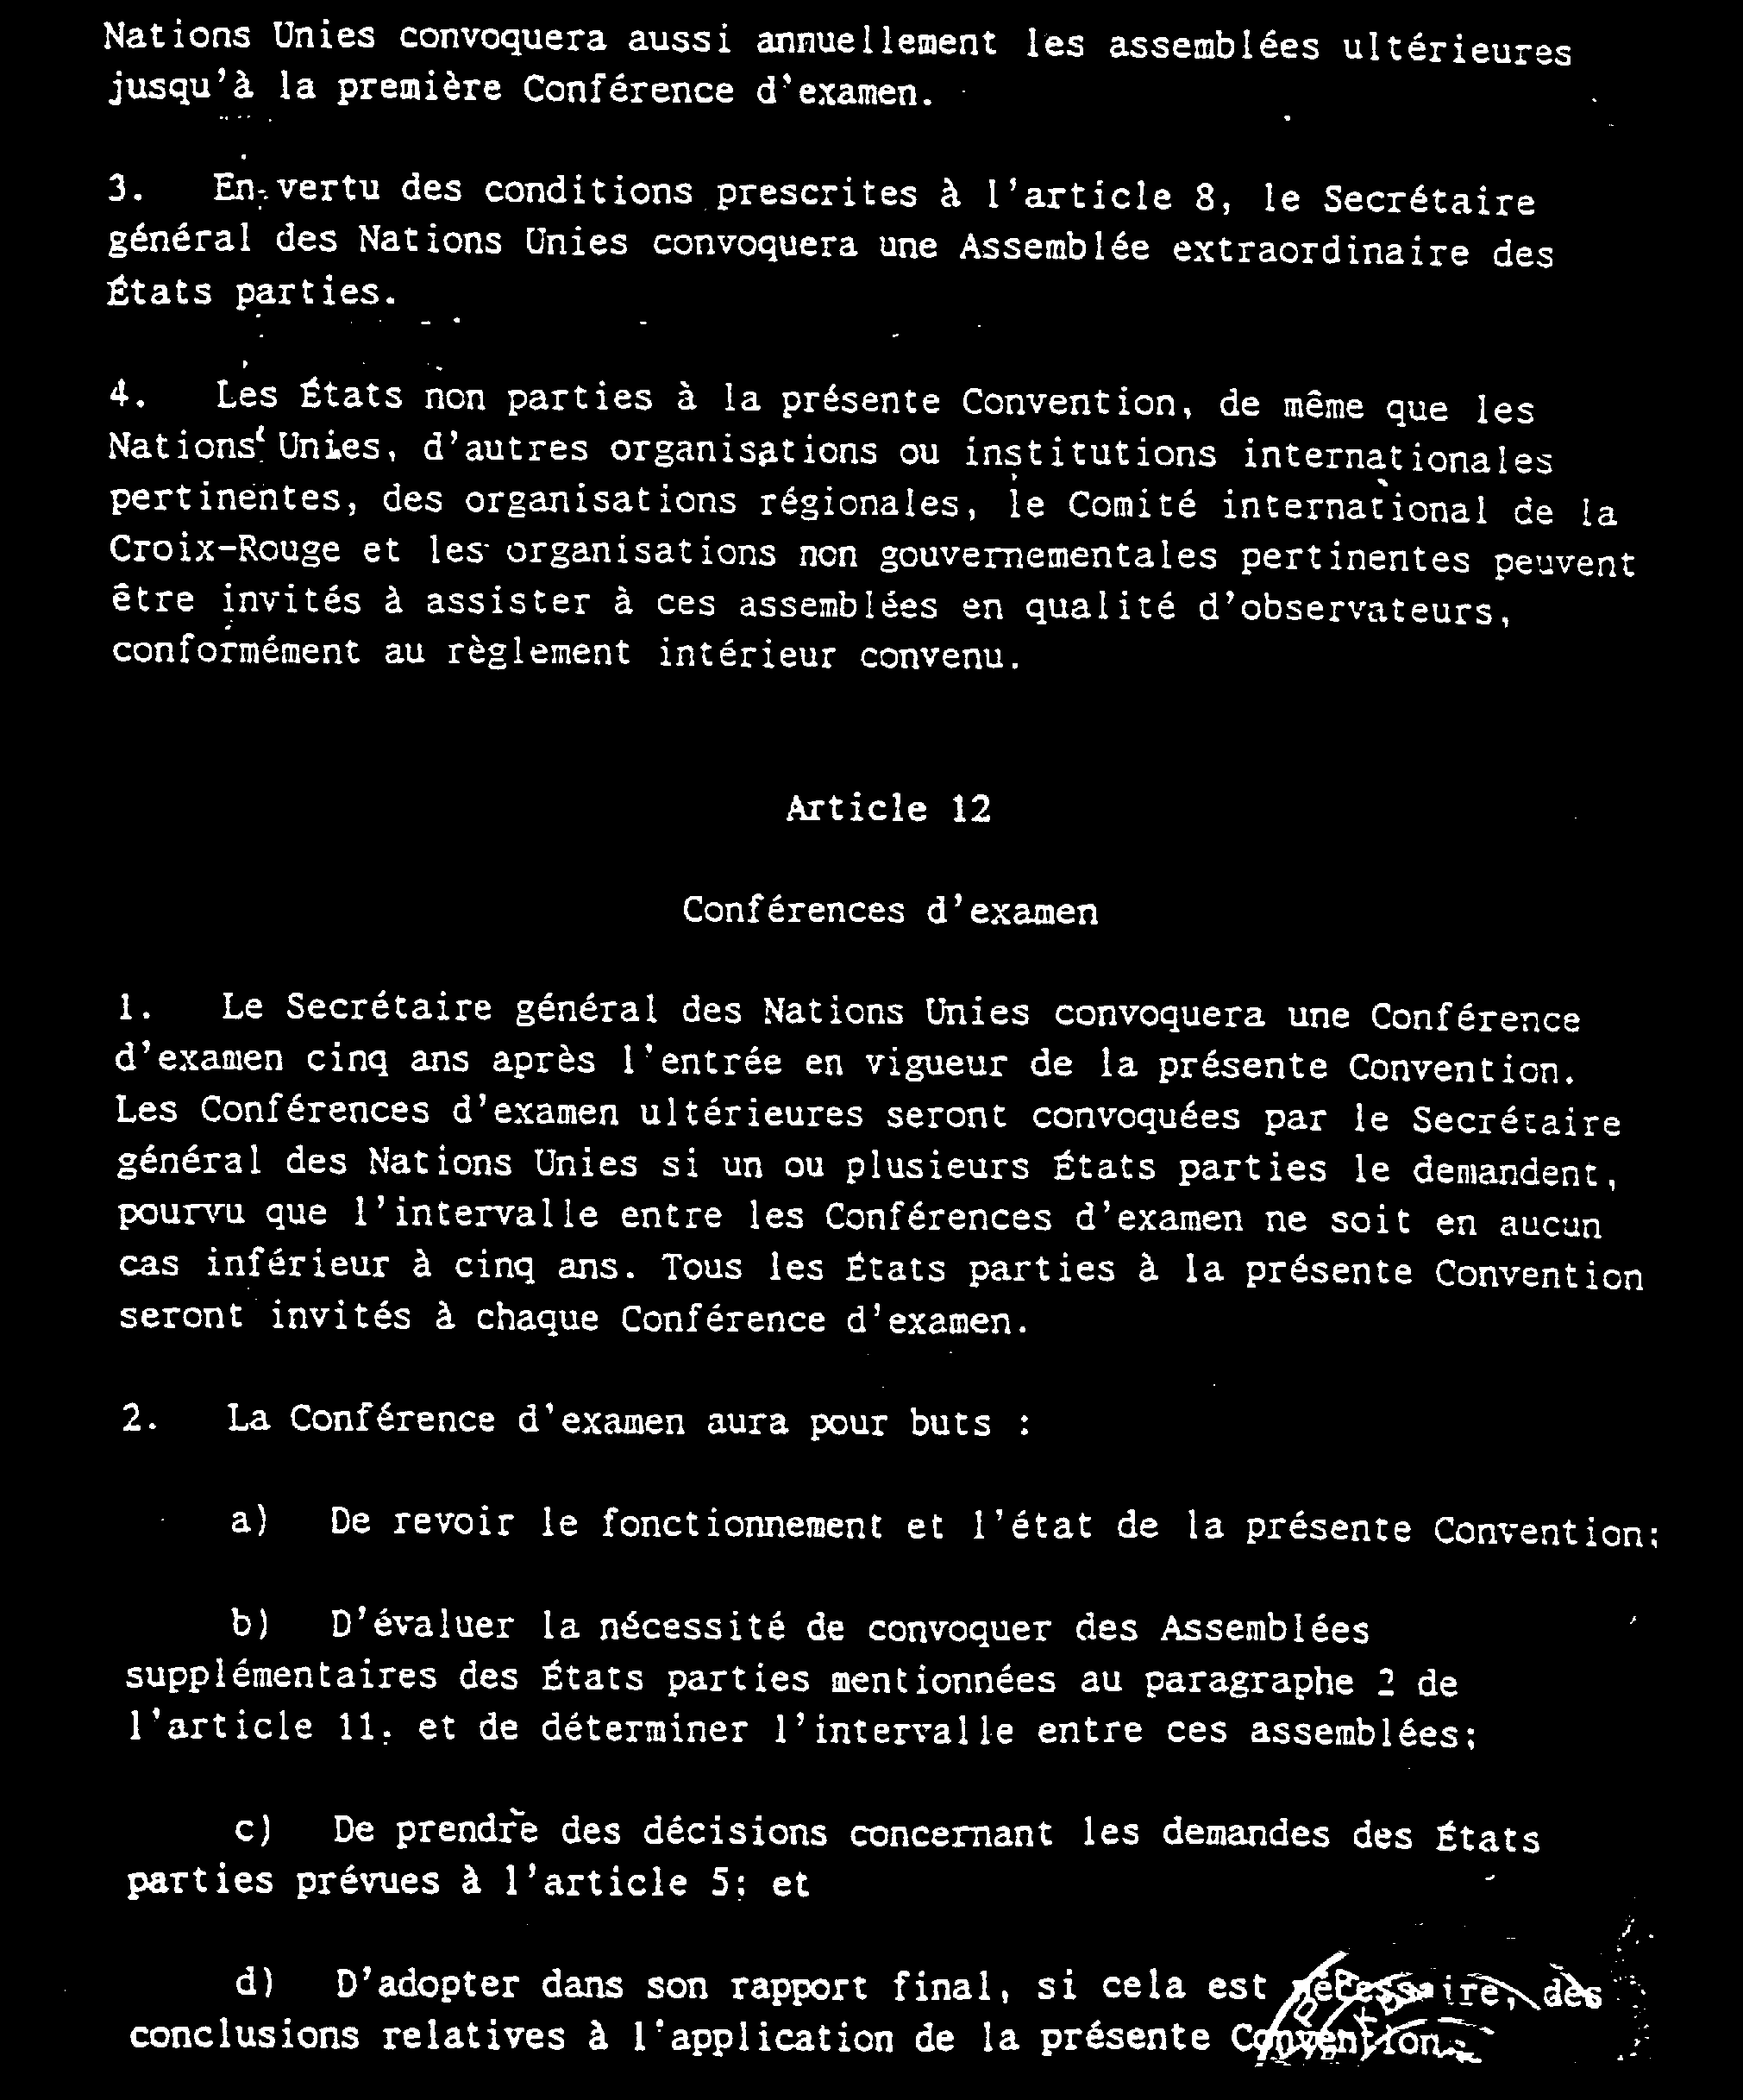 Nations Unies convoquera aussi annuellement les assemblées ultérieures
jusqu'à la première Conférence d'examen.
3. En vertu des conditions prescrites à l'article 8, le Secrétaire
général des Nations Unies convoquera une Assemblée extraordinaire des
États parties.
4. Les États non parties à la présente Convention, de même que les
Nations Unies, d'autres organisations ou institutions internationales
pertinentes, des organisations régionales, le Comité international de la
Croix-Rouge et les organisations non gouvernementales pertinentes peuvent
être invités à assister à ces assemblées en qualité d'observateurs,
conformément au règlement intérieur convenu.
Article 12
Conférences d'examen
1. Le Secrétaire général des Nations Unies convoquera une Conférence
d'examen cinq ans après l'entrée en vigueur de la présente Convention.
Les Conférences d'examen ultérieures seront convoquées par le Secrétaire
général des Nations Unies si un ou plusieurs États parties le demandent,
pourvu que l'intervalle entre les Conférences d'examen ne soit en aucun
cas inférieur à cinq ans. Tous les États parties à la présente Convention
seront invités à chaque Conférence d'examen.
2. La Conférence d'examen aura pour buts :
a) De revoir le fonctionnement et l'état de la présente Convention;
b) D'évaluer la nécessité de convoquer des Assemblées
supplémentaires des États parties mentionnées au paragraphe 2 de
l'article 11, et de déterminer l'intervalle entre ces assemblées;
c) De prendre des décisions concernant les demandes des États
parties prévues à l'article 5; et
d) D'adopter dans son rapport final, si cela est nécessaire, des
conclusions relatives à l'application de la présente Convention.